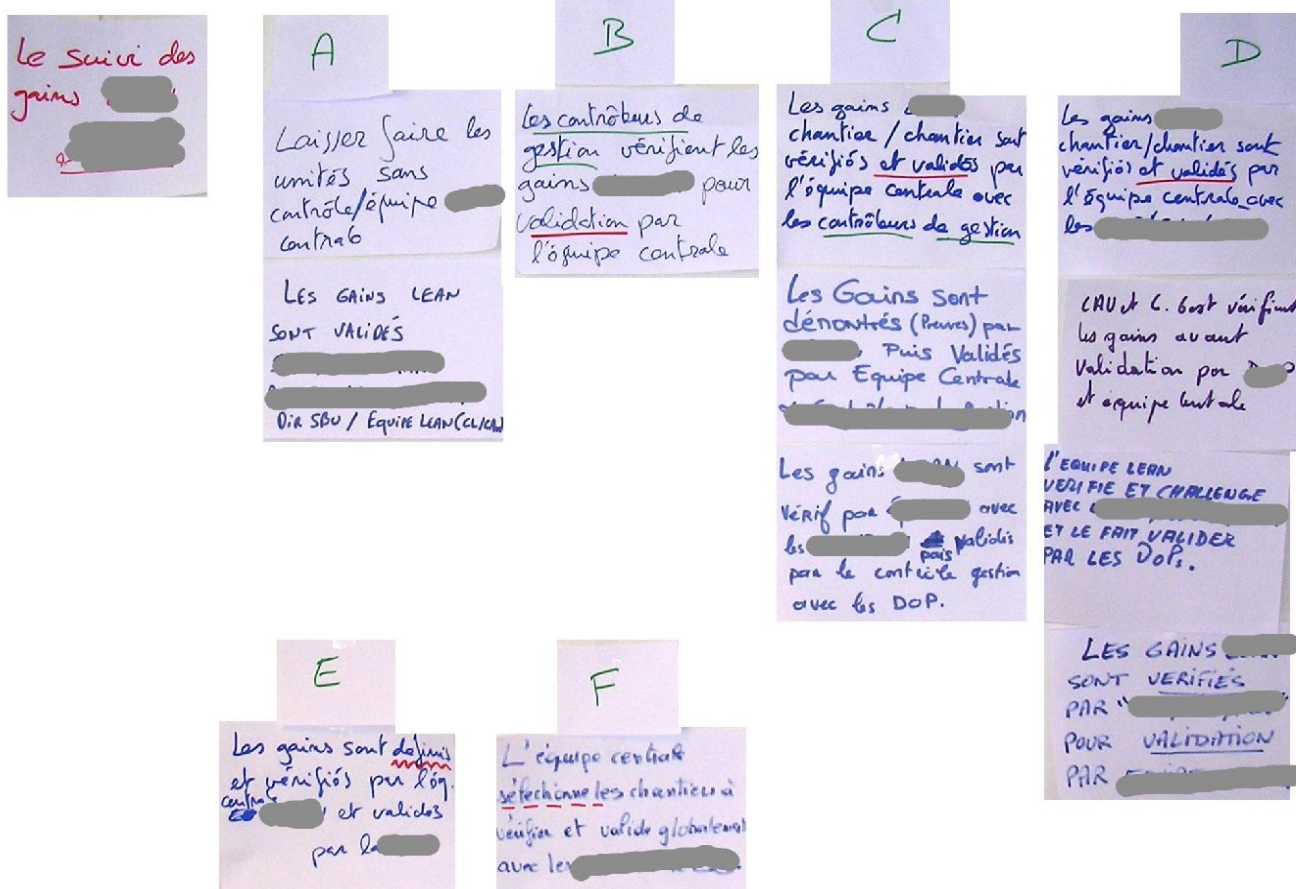 Le suivi des
gains
A
Laisser faire les
unités sans
contrôle/équipe
centrale
LES GAINS LEAN
SONT VALIDÉS
DIR SBU / EQUIPE LEAN (CL/CAU)
B
Les contrôleurs de
gestion vérifient les
gains pour
validation par
l'équipe centrale
C
Les gains
chantier / chantier sont
vérifiés et validés par
l'équipe centrale avec
les contrôleurs de gestion
Les Gains sont
démontrés (Preuves) par
Puis Validés
par Equipe Centrale
Les gains sont
VÉRIF par avec
les puis validés
par le contrôle gestion
avec les DOP.
D
Les gains
chantier/chantier sont
vérifiés et validés par
l'équipe centrale avec
les
CAU et C. Gest vérifient
les gains avant
validation par
et équipe centrale
L'EQUIPE LEAN
VERIFIE ET CHALLENGE
AVEC
ET LE FAIT VALIDER
PAR LES DOPs.
LES GAINS
SONT VERIFIÉS
PAR "
POUR VALIDATION
PAR
E
Les gains sont définis
et vérifiés par l'éq.
centrale
et validés
par la
F
L'équipe centrale
sélectionne les chantiers à
vérifier et valide globalement
avec les